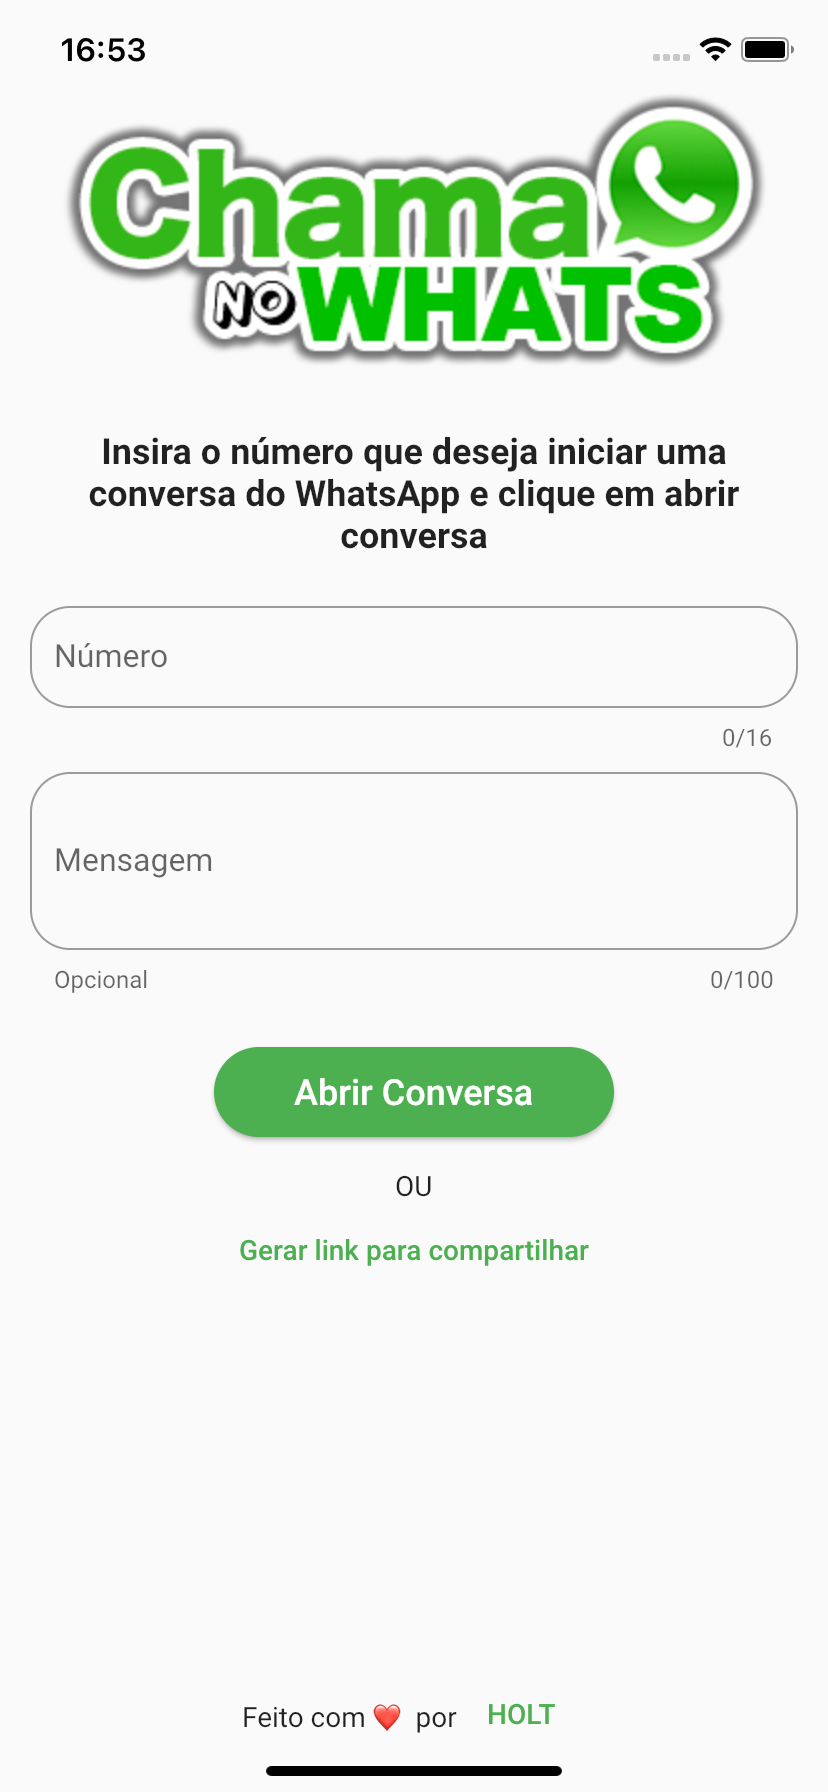 16:53
Chama
NO WHATS
Insira o número que deseja iniciar uma
conversa do WhatsApp e clique em abrir
conversa
Número
0/16
Mensagem
Opcional 0/100
Abrir Conversa
OU
Gerar link para compartilhar
Feito com ❤️ por HOLT